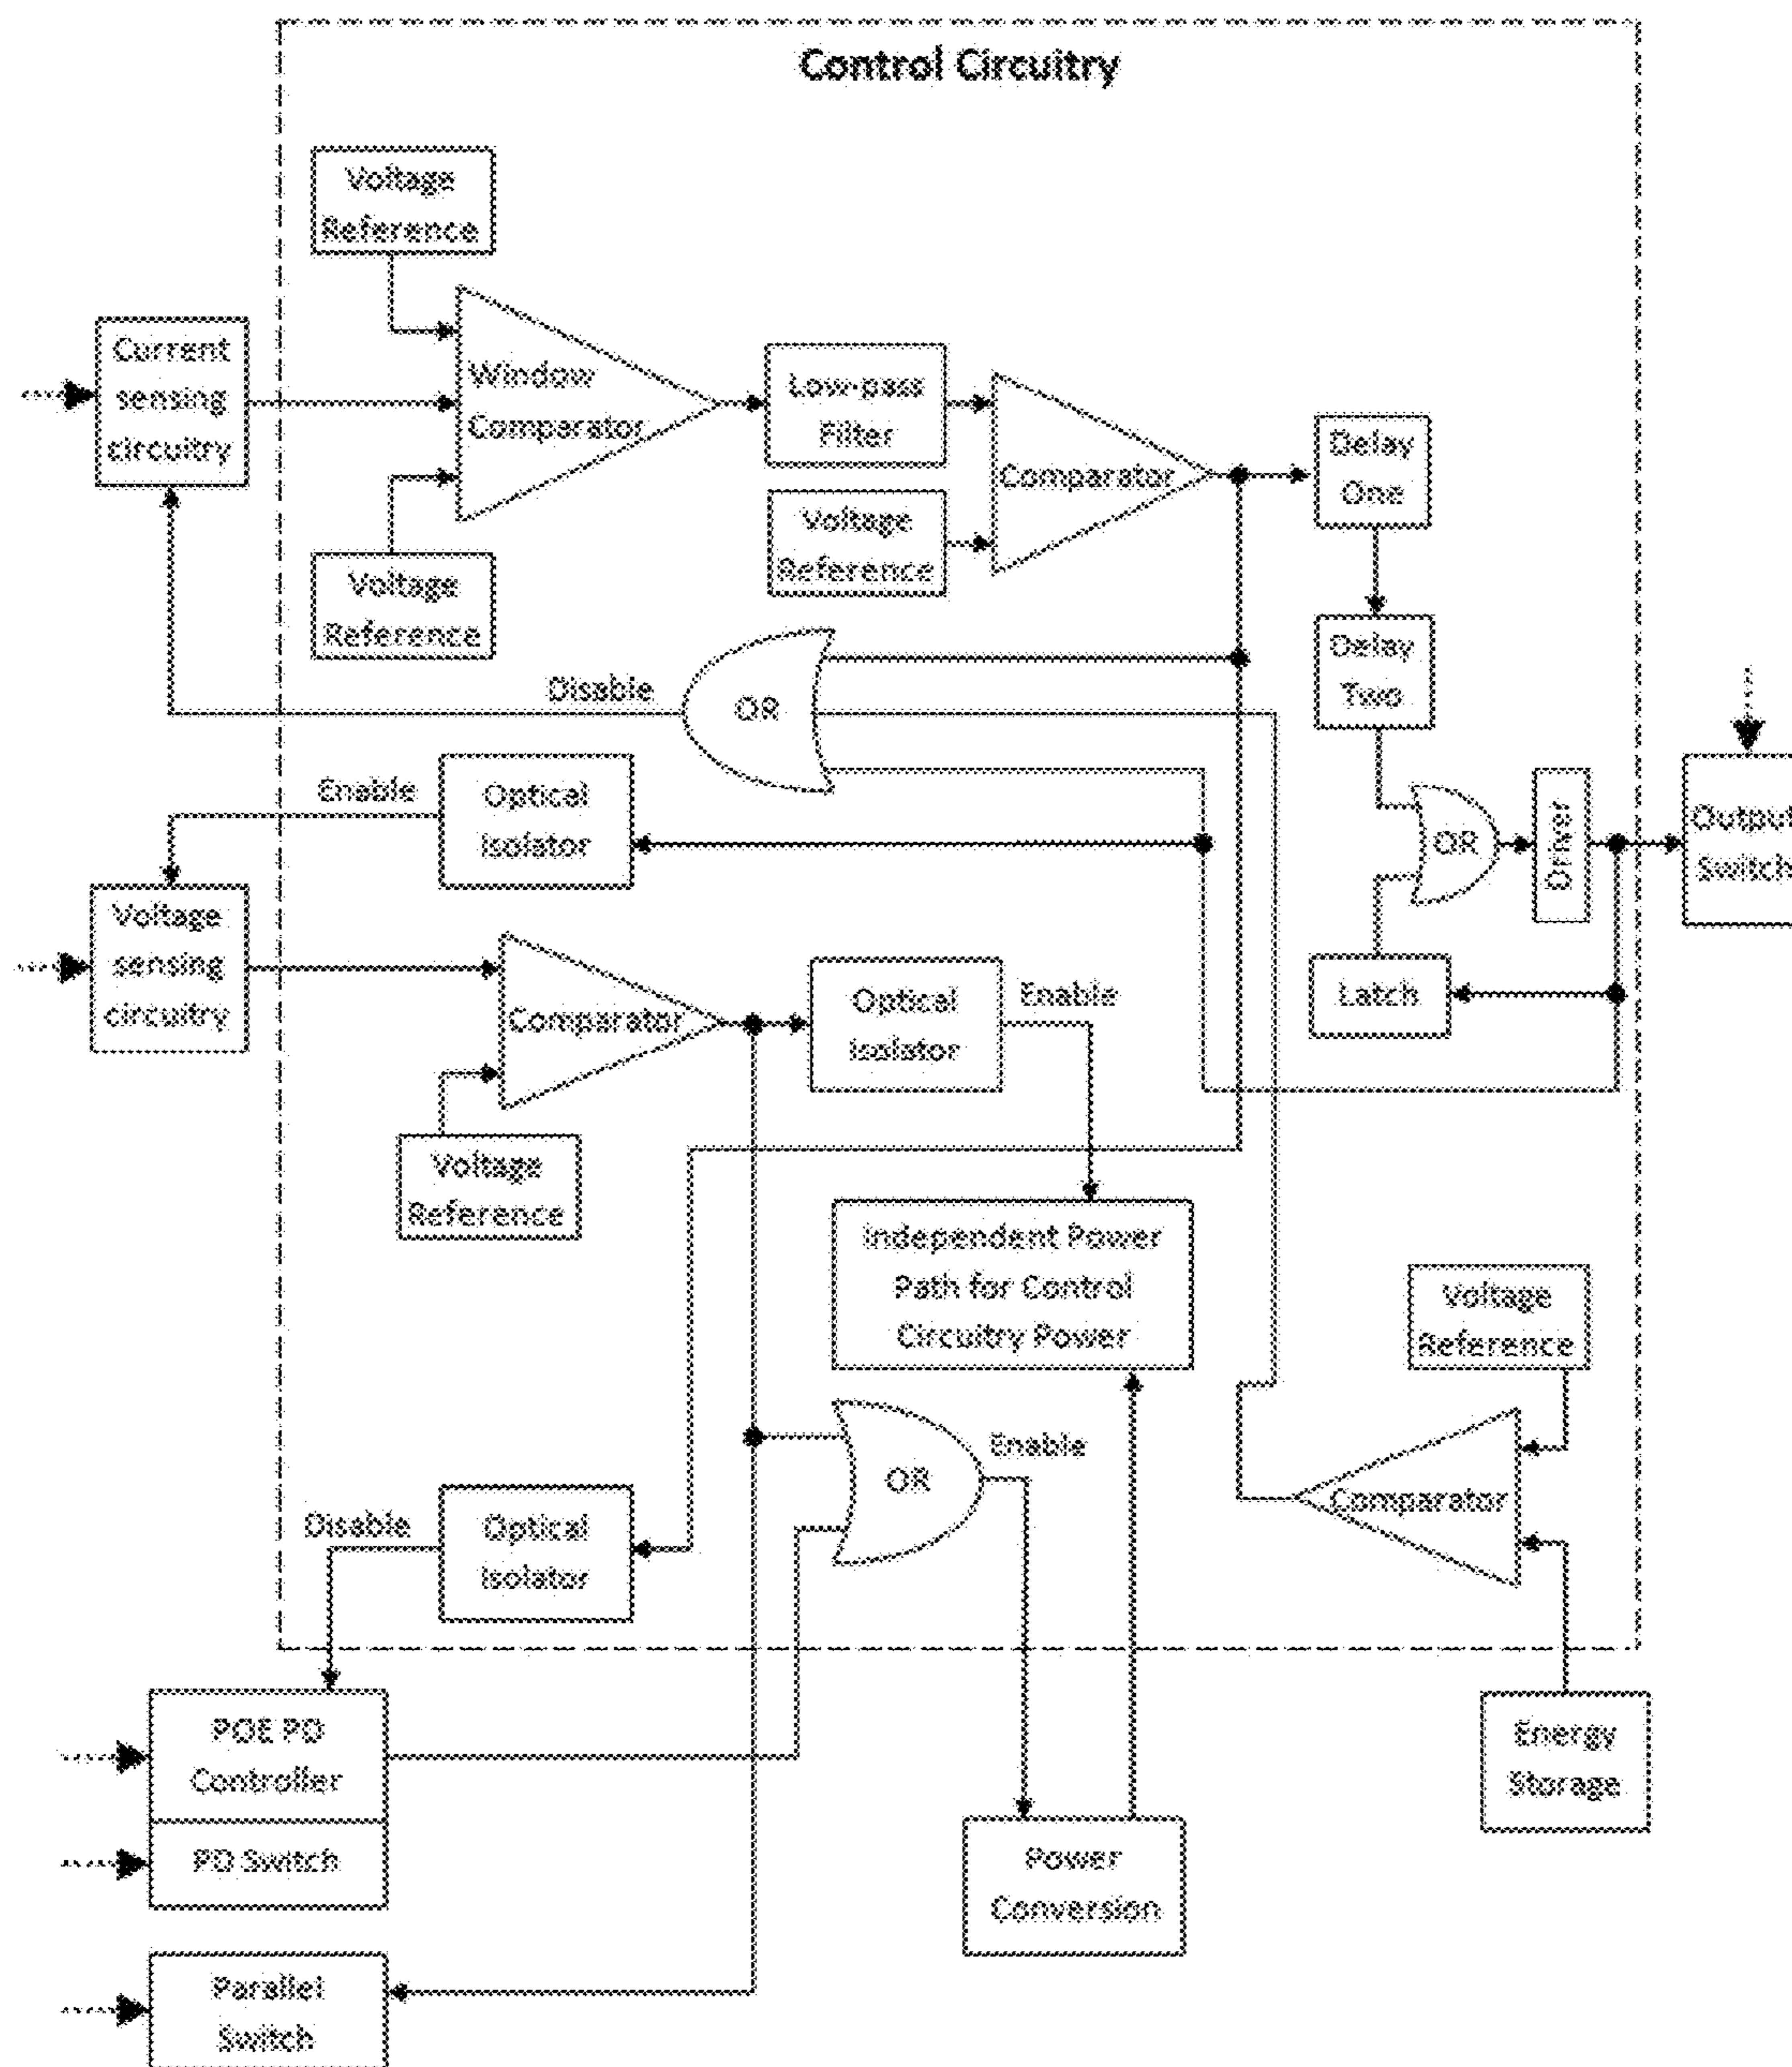 Control Circuitry
Voltage
Reference
Current
sensing
circuitry
Window
Comparator
Low-pass
Filter
Comparator
Delay
One
Voltage
Reference
Voltage
Reference
Delay
Two
Disable
OR
Enable
Optical
Isolator
OR
Driver
Output
Switch
Voltage
sensing
circuitry
Comparator
Optical
Isolator
Enable
Latch
Voltage
Reference
Independent Power
Path for Control
Circuitry Power
Voltage
Reference
OR
Enable
Comparator
Disable
Optical
Isolator
POE PD
Controller
PD Switch
Energy
Storage
Power
Conversion
Parallel
Switch